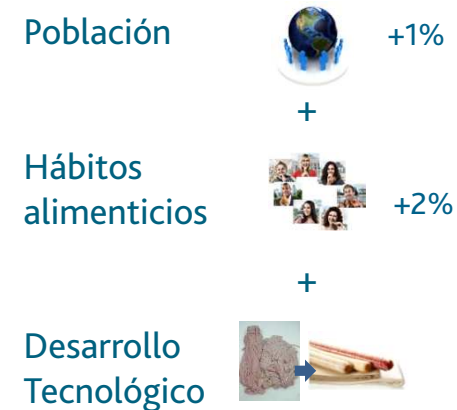 Población
+1%
+
Hábitos
alimenticios
+2%
+
Desarrollo
Tecnológico